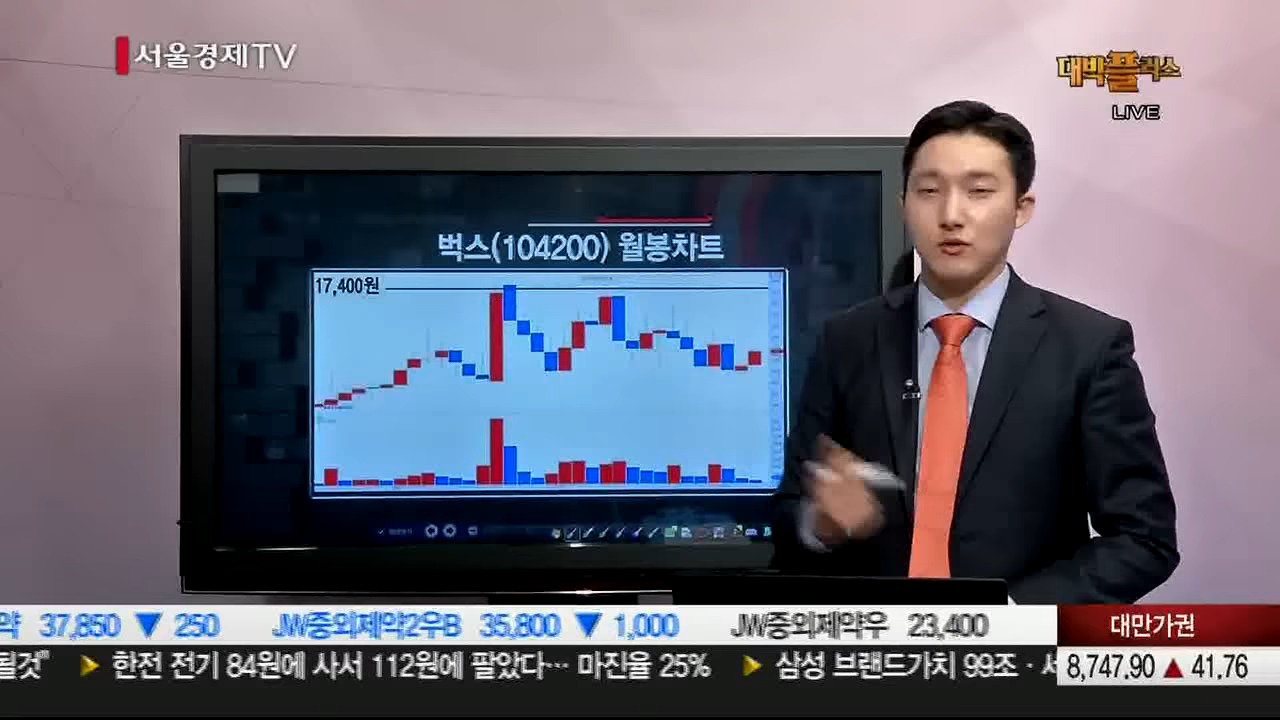 서울경제TV
대박플러스
LIVE
벅스(104200) 월봉차트
17,400원
약 37,850 ▼ 250 JW중외제약2우B 35,800 ▼ 1,000 JW중외제약우 23,400
대만가권
될것" ▶ 한전 전기 84원에 사서 112원에 팔았다… 마진율 25% ▶ 삼성 브랜드가치 99조·세
8,747.90 ▲ 41.76